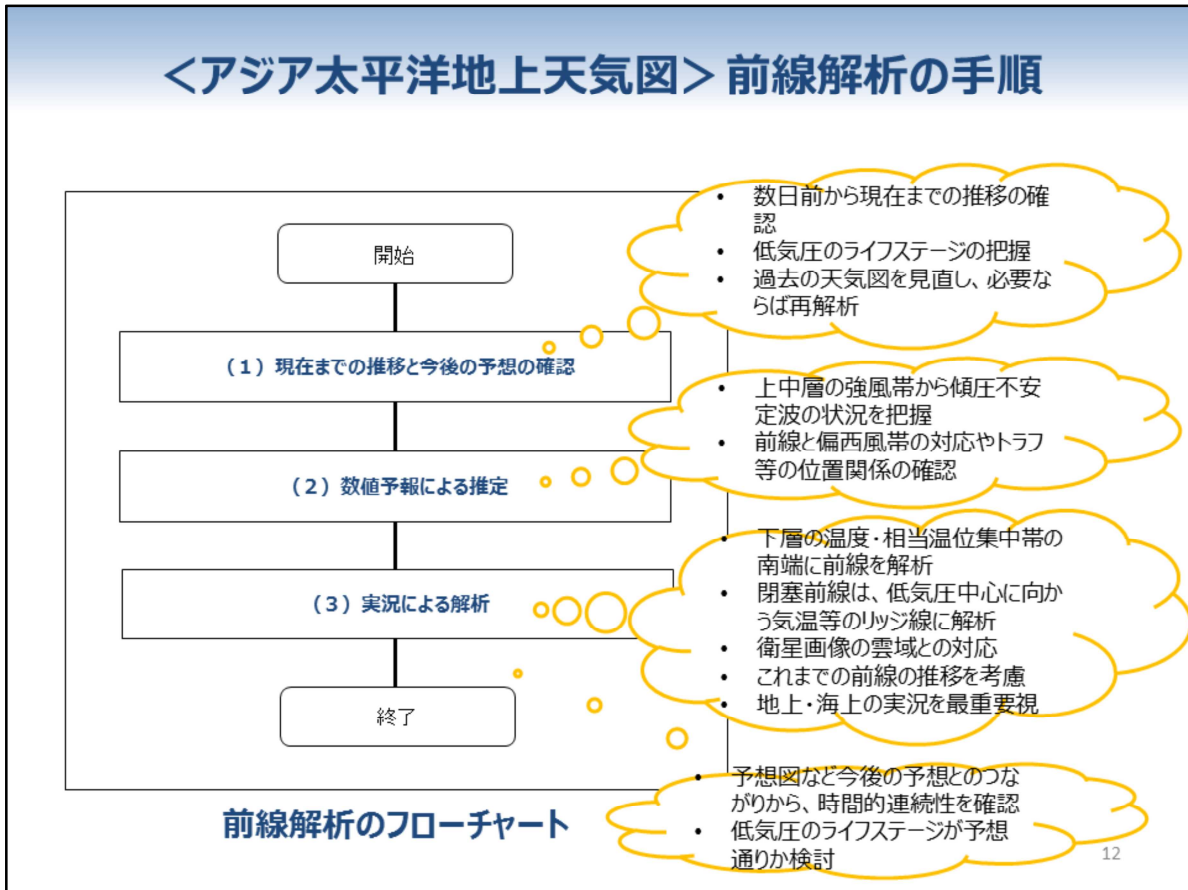 ＜アジア太平洋地上天気図＞前線解析の手順
開始
（１）現在までの推移と今後の予想の確認
（２）数値予報による推定
（３）実況による解析
終了
前線解析のフローチャート
• 数日前から現在までの推移の確
認
• 低気圧のライフステージの把握
• 過去の天気図を見直し、必要な
らば再解析
• 上中層の強風帯から傾圧不安
定波の状況を把握
• 前線と偏西風帯の対応やトラフ
等の位置関係の確認
• 下層の温度・相当温位集中帯の
南端に前線を解析
• 閉塞前線は、低気圧中心に向か
う気温等のリッジ線に解析
• 衛星画像の雲域との対応
• これまでの前線の推移を考慮
• 地上・海上の実況を最重要視
• 予想図など今後の予想とのつな
がりから、時間的連続性を確認
• 低気圧のライフステージが予想
通りか検討
12